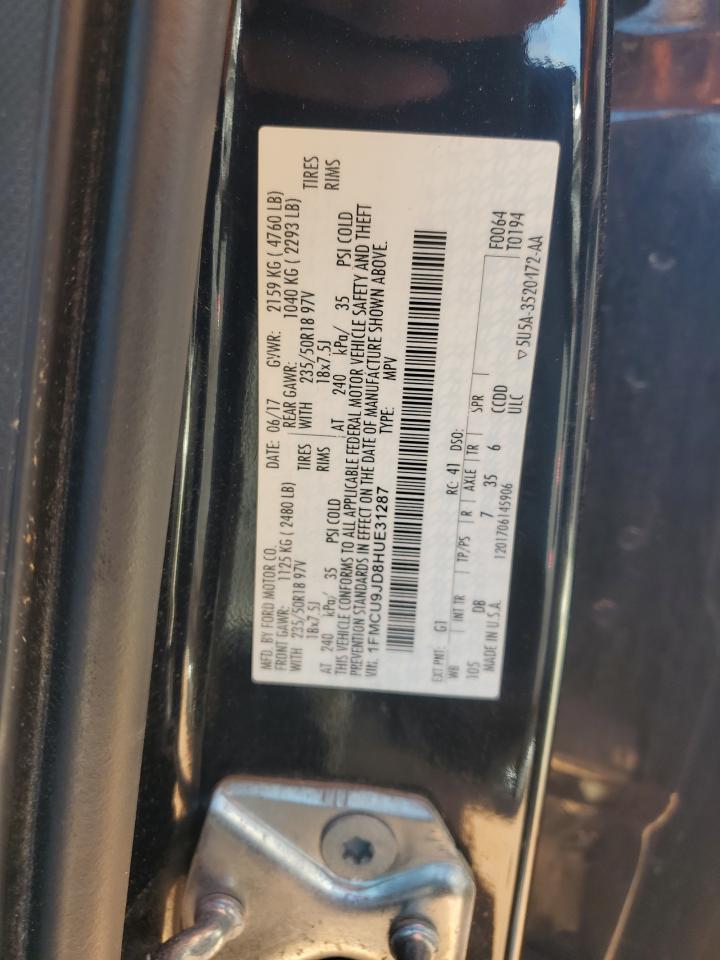 MFD. BY FORD MOTOR CO. DATE: 06/17 GVWR: 2159 KG ( 4760 LB)
FRONT GAWR: 1125 KG ( 2480 LB) REAR GAWR: 1040 KG ( 2293 LB)
WITH 235/50R18 97V TIRES WITH 235/50R18 97V TIRES
18x7.5J RIMS 18x7.5J RIMS
AT 240 kPa/ 35 PSI COLD AT 240 kPa/ 35 PSI COLD
THIS VEHICLE CONFORMS TO ALL APPLICABLE FEDERAL MOTOR VEHICLE SAFETY AND THEFT
PREVENTION STANDARDS IN EFFECT ON THE DATE OF MANUFACTURE SHOWN ABOVE.
VIN: 1FMCU9JD8HUE31287 TYPE: MPV
EXT PNT: G1 RC: 41 DSO:
WB INT TR TP/PS R AXLE TR SPR F0064
105 DB 7 35 6 CCDD T0194
MADE IN U.S.A. 1201706145906 ULC
▽5U5A-3520472-AA